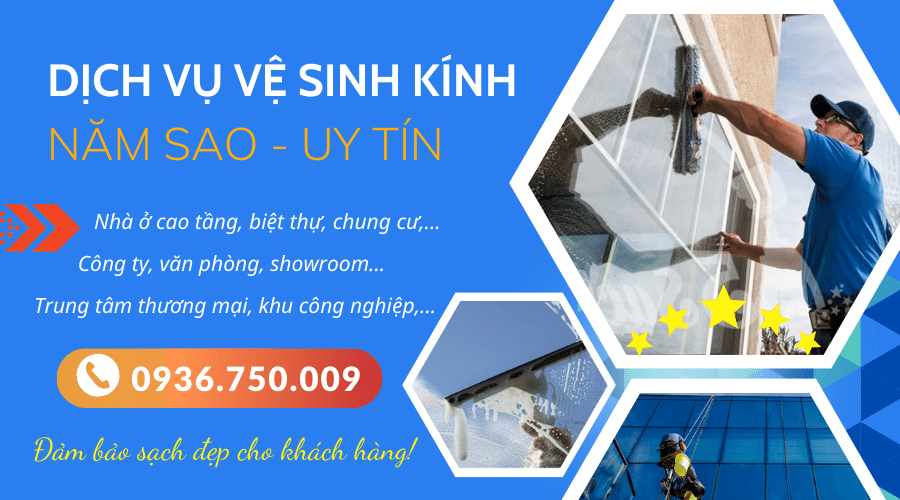 DỊCH VỤ VỆ SINH KÍNH
NĂM SAO - UY TÍN
Nhà ở cao tầng, biệt thự, chung cư,...
Công ty, văn phòng, showroom...
Trung tâm thương mại, khu công nghiệp,...
0936.750.009
Đảm bảo sạch đẹp cho khách hàng!